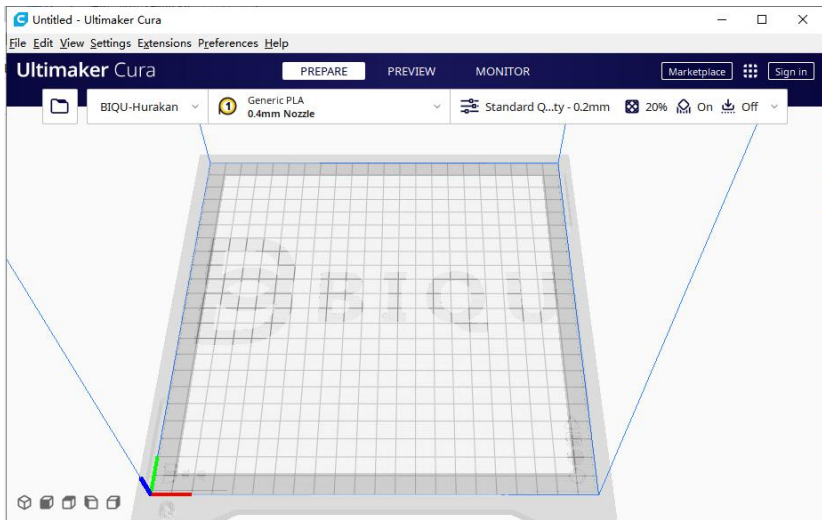 Untitled - Ultimaker Cura
File Edit View Settings Extensions Preferences Help
Ultimaker Cura PREPARE PREVIEW MONITOR Marketplace Sign in
BIQU-Hurakan 1 Generic PLA Standard Q...ty - 0.2mm 20% On Off
0.4mm Nozzle
BIQU